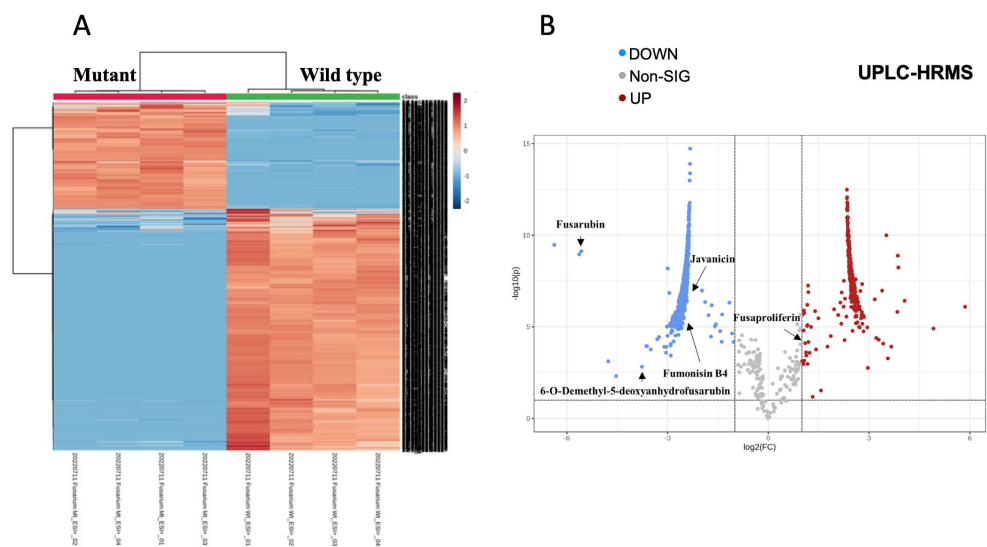 A
B
Mutant
Wild type
class
2
1
0
-1
-2
20220711 Fusarium Mt_ESI+_02
20220711 Fusarium Mt_ESI+_04
20220711 Fusarium Mt_ESI+_01
20220711 Fusarium Mt_ESI+_03
20220711 Fusarium Wt_ESI+_01
20220711 Fusarium Wt_ESI+_02
20220711 Fusarium Wt_ESI+_03
20220711 Fusarium Wt_ESI+_04
DOWN
Non-SIG
UP
UPLC-HRMS
15
10
5
0
-log10(p)
Fusarubin
Javanicin
Fusaproliferin
Fumonisin B4
6-O-Demethyl-5-deoxyanhydrofusarubin
-6
-3
0
3
6
log2(FC)